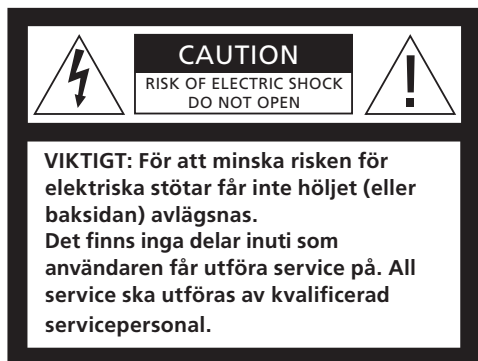 CAUTION
RISK OF ELECTRIC SHOCK
DO NOT OPEN
!
VIKTIGT: För att minska risken för
elektriska stötar får inte höljet (eller
baksidan) avlägsnas.
Det finns inga delar inuti som
användaren får utföra service på. All
service ska utföras av kvalificerad
servicepersonal.